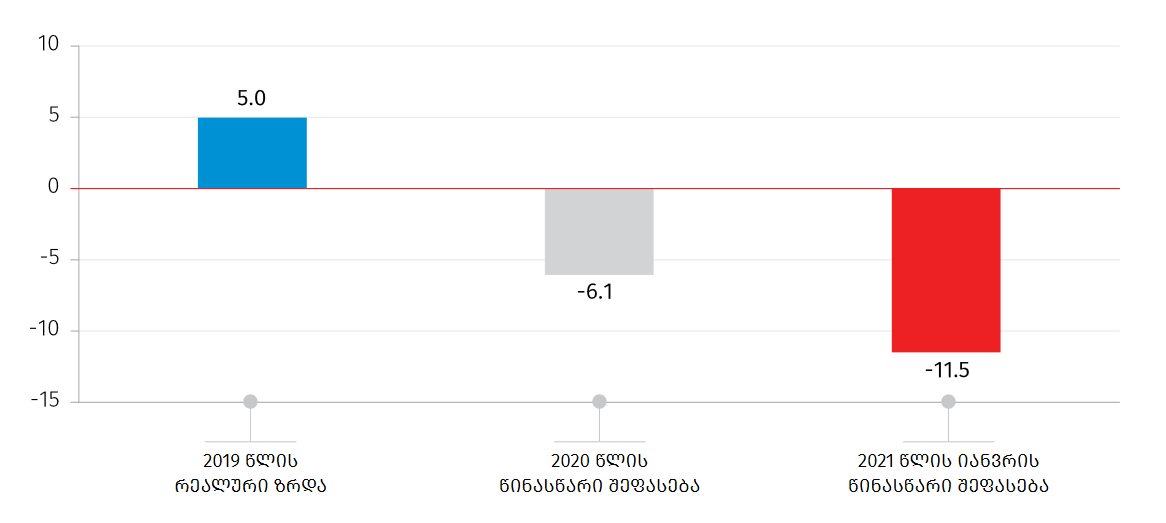 10
5
0
-5
-10
-15
5.0
-6.1
-11.5
2019 წლის
რეალური ზრდა
2020 წლის
წინასწარი შეფასება
2021 წლის იანვრის
წინასწარი შეფასება